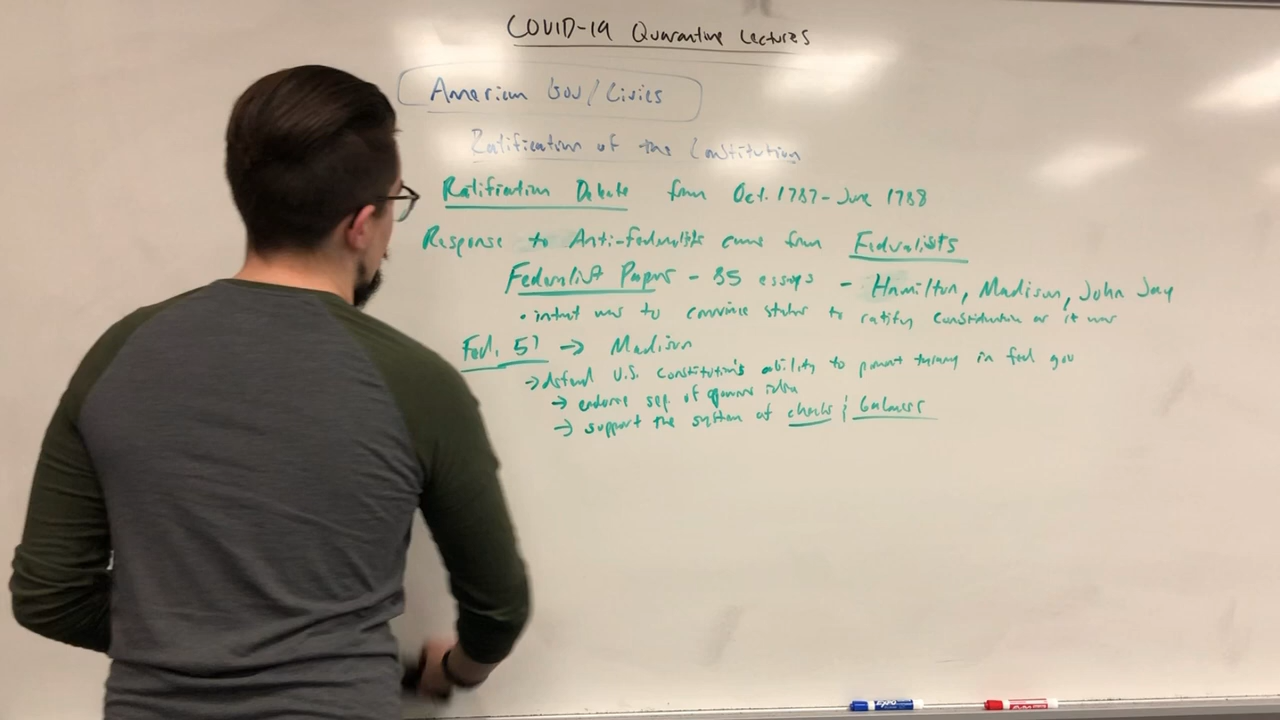 COVID-19 Quarantine Lectures
American Gov/Civics
Ratification of the Constitution
Ratification Debate from Oct. 1787-June 1788
Response to Anti-Federalists came from Federalists
Federalist Papers - 85 essays - Hamilton, Madison, John Jay
• intent was to convince states to ratify Constitution as it was
Fed. 51 → Madison
→ defend U.S. Constitution's ability to prevent tyranny in fed gov
→ endorse sep. of powers idea
→ support the system of checks & balances
EXPO